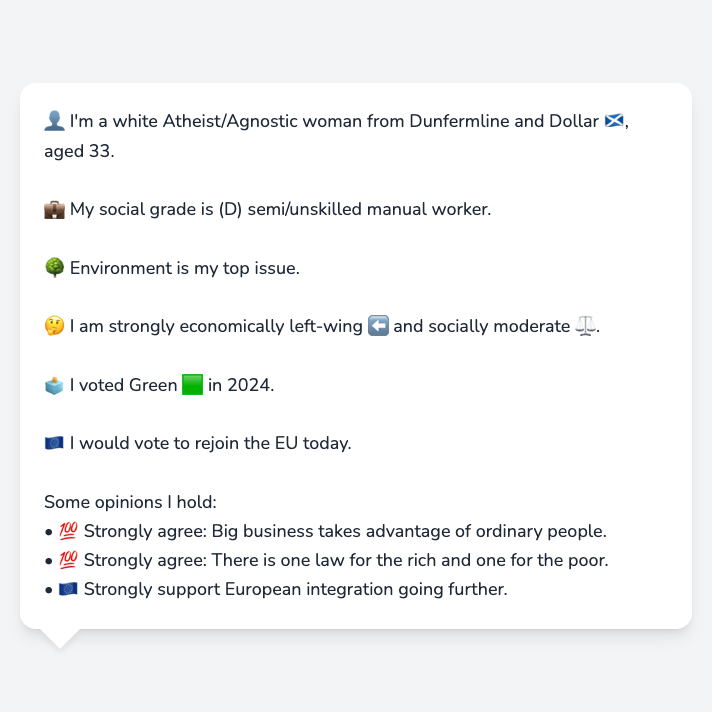 👤 I'm a white Atheist/Agnostic woman from Dunfermline and Dollar 🏴󠁧󠁢󠁳󠁣󠁴󠁿,
aged 33.
💼 My social grade is (D) semi/unskilled manual worker.
🌳 Environment is my top issue.
🤔 I am strongly economically left-wing ⬅️ and socially moderate ⚖️.
🗳️ I voted Green 🟩 in 2024.
🇪🇺 I would vote to rejoin the EU today.
Some opinions I hold:
• 💯 Strongly agree: Big business takes advantage of ordinary people.
• 💯 Strongly agree: There is one law for the rich and one for the poor.
• 🇪🇺 Strongly support European integration going further.